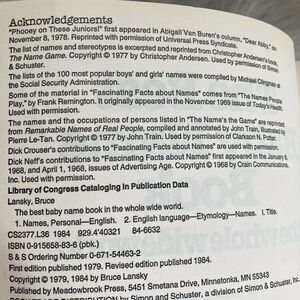 Acknowledgements
"Phooey on These Juniors!" first appeared in Abigail Van Buren's column, "Dear Abby," on
November 8, 1978. Reprinted with permission of Universal Press Syndicate.
The list of names and stereotypes is excerpted and reprinted from Christopher Andersen's book,
The Name Game. Copyright © 1977 by Christopher Andersen. Used by permission of Simon
& Schuster.
The lists of the 100 most popular boys' and girls' names were compiled by Michael Clingman at
the Social Security Administration.
Some of the material in "Fascinating Facts about Names" comes from "The Names People
Play," by Frank Remington. It originally appeared in the November 1969 issue of Today's Health.
Used with permission.
The names and the occupations of persons listed in "The Name's the Game" are reprinted
from Remarkable Names of Real People, compiled and annotated by John Train, illustrated by
Pierre Le-Tan. Copyright © 1977 by John Train. Used by permission of Clarkson N. Potter.
Dick Crouser's contributions to "Fascinating Facts about Names" are used with permission.
Dick Neff's contributions to "Fascinating Facts about Names" first appeared in the January 8,
1968, and April 1, 1968, issues of Advertising Age. Copyright © 1968 by Crain Communications,
Inc. Used with permission.
Library of Congress Cataloging in Publication Data
Lansky, Bruce
The best baby name book in the whole wide world.
1. Names, Personal—English. 2. English language—Etymology—Names. I. Title.
CS2377.L36 1984 929.4'40321 84-6632
ISBN 0-915658-83-6 (pbk.)
S & S Ordering Number 0-671-54463-2
First edition published 1979. Revised edition published 1984.
Copyright © 1979, 1984 by Bruce Lansky
Published by Meadowbrook, 18318 Minnetonka, MN 55343
DISTRIBUTION by Simon and Schuster, a division of Simon &